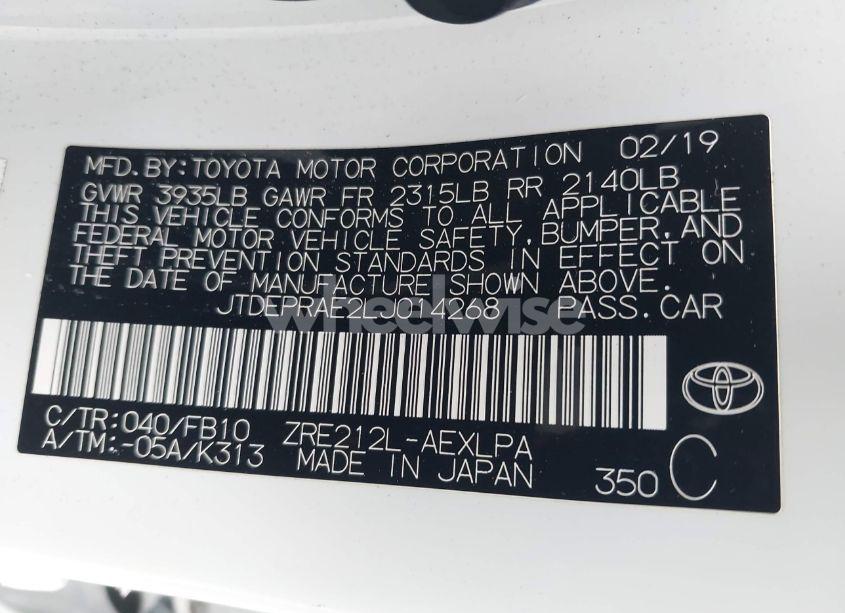 MFD.BY:TOYOTA MOTOR CORPORATION 02/19
GVWR 3935LB GAWR FR 2315LB RR 2140LB
THIS VEHICLE CONFORMS TO ALL APPLICABLE
FEDERAL MOTOR VEHICLE SAFETY,BUMPER,AND
THEFT PREVENTION STANDARDS IN EFFECT ON
THE DATE OF MANUFACTURE SHOWN ABOVE.
JTDEPRAE2LJ014268 PASS.CAR
wheelwise
C/TR:040/FB10 ZRE212L-AEXLPA
A/TM:-05A/K313 MADE IN JAPAN 350 C